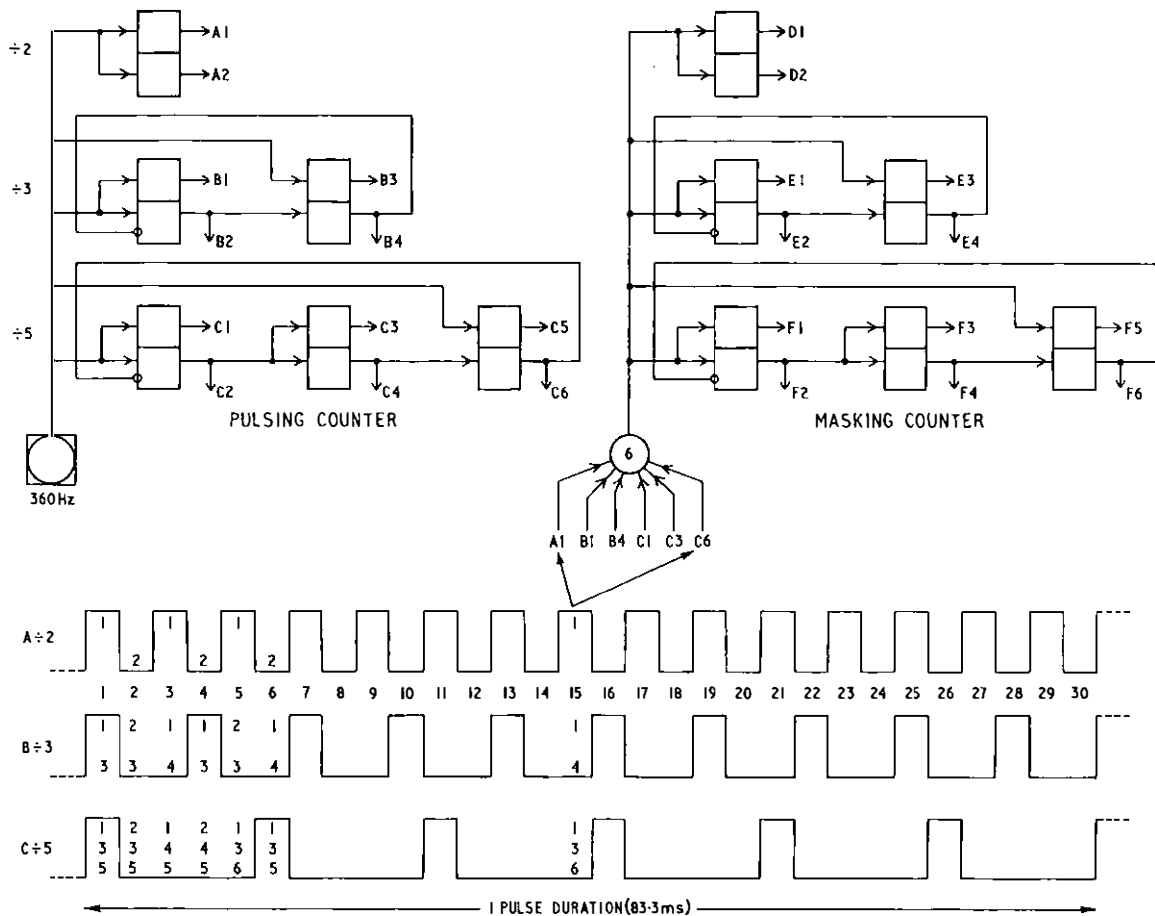 ÷2
A1
A2
D1
D2
÷3
B1
B3
B2
B4
E1
E3
E2
E4
÷5
C1
C3
C5
C2
C4
C6
F1
F3
F5
F2
F4
F6
PULSING COUNTER
MASKING COUNTER
360Hz
6
A1 B1 B4 C1 C3 C6
A÷2
1 1 1 1
2 2 2
1 2 3 4 5 6 7 8 9 10 11 12 13 14 15 16 17 18 19 20 21 22 23 24 25 26 27 28 29 30
B÷3
1 2 1 1 2 1 1
3 3 4 3 3 4 4
C÷5
1 2 1 2 1 1 1
3 3 4 4 3 3 3
5 5 5 5 6 5 6
1 PULSE DURATION(83·3ms)